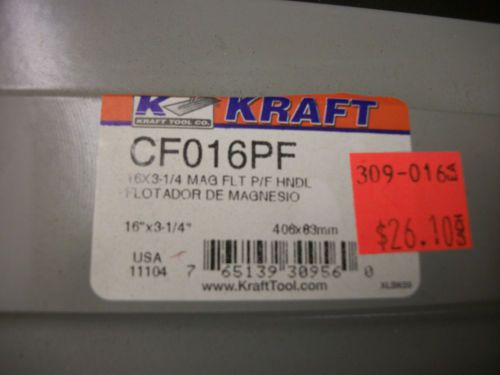 K KRAFT
KRAFT TOOL CO.
CF016PF
16X3-1/4 MAG FLT P/F HNDL
FLOTADOR DE MAGNESIO
16"x3-1/4" 406x83mm
USA
11104
7 65139 30956 0
www.KraftTool.com
309-016
$26.10